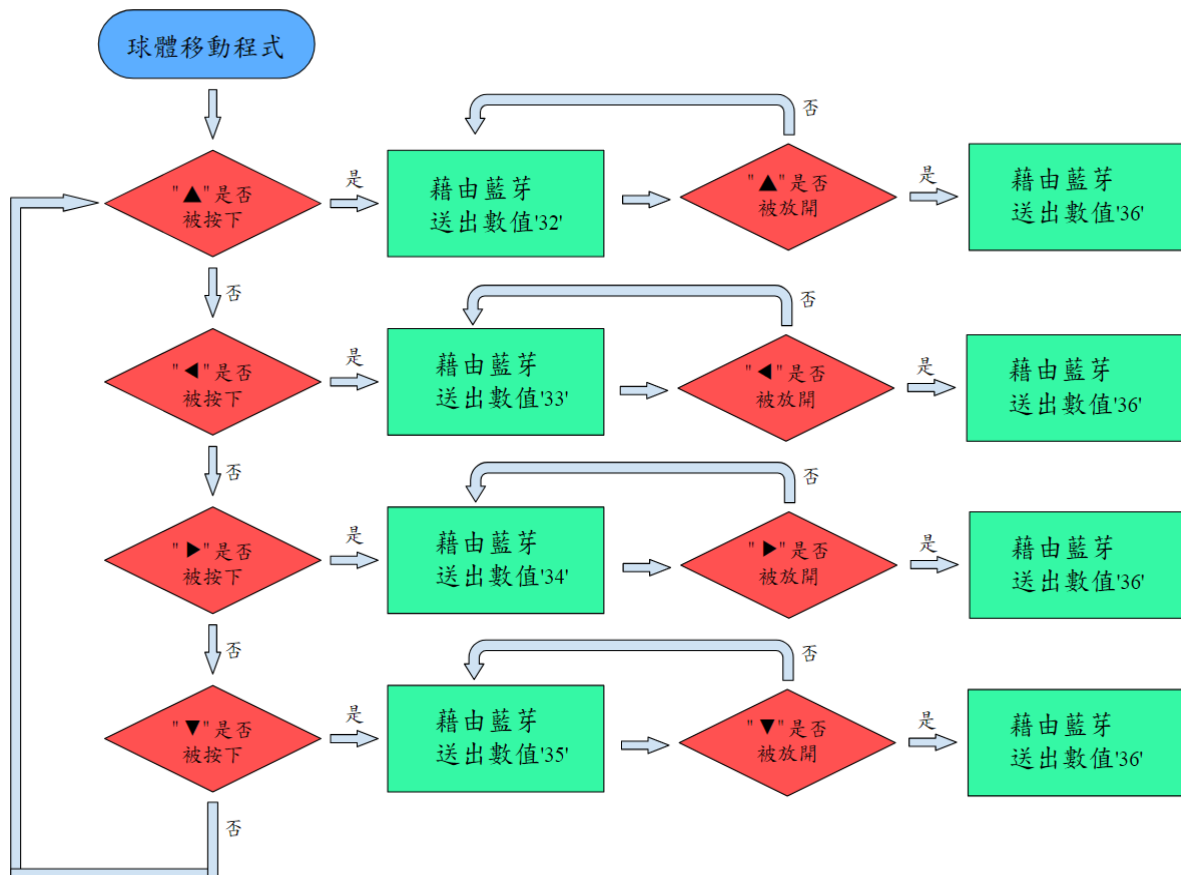 球體移動程式
否
"▲"是否
被按下
是
藉由藍芽
送出數值'32'
"▲"是否
被放開
是
藉由藍芽
送出數值'36'
否
否
"◀"是否
被按下
是
藉由藍芽
送出數值'33'
"◀"是否
被放開
是
藉由藍芽
送出數值'36'
否
否
"▶"是否
被按下
是
藉由藍芽
送出數值'34'
"▶"是否
被放開
是
藉由藍芽
送出數值'36'
否
否
"▼"是否
被按下
是
藉由藍芽
送出數值'35'
"▼"是否
被放開
是
藉由藍芽
送出數值'36'
否